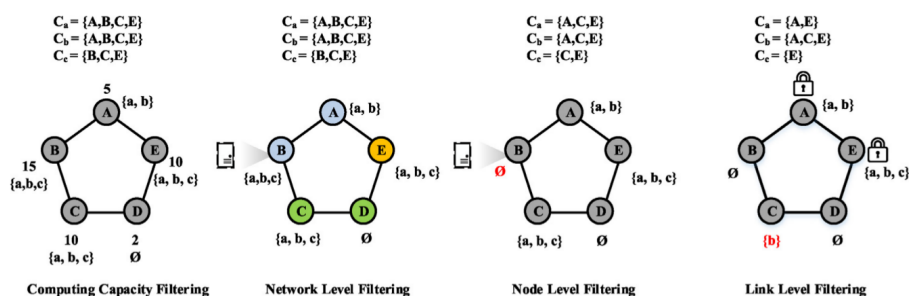 Cₐ = {A,B,C,E}
C_b = {A,B,C,E}
C_c = {B,C,E}
5
A
{a, b}
B
15
{a,b,c}
E
10
{a, b, c}
C
10
{a, b, c}
D
2
Ø
Computing Capacity Filtering
Cₐ = {A,B,C,E}
C_b = {A,B,C,E}
C_c = {B,C,E}
A
{a, b}
B
{a,b,c}
E
{a, b, c}
C
{a, b, c}
D
Ø
Network Level Filtering
Cₐ = {A,C,E}
C_b = {A,C,E}
C_c = {C,E}
A
{a, b}
B
Ø
E
{a, b, c}
C
{a, b, c}
D
Ø
Node Level Filtering
Cₐ = {A,E}
C_b = {A,C,E}
C_c = {E}
A
{a, b}
B
Ø
E
{a, b, c}
C
{b}
D
Ø
Link Level Filtering